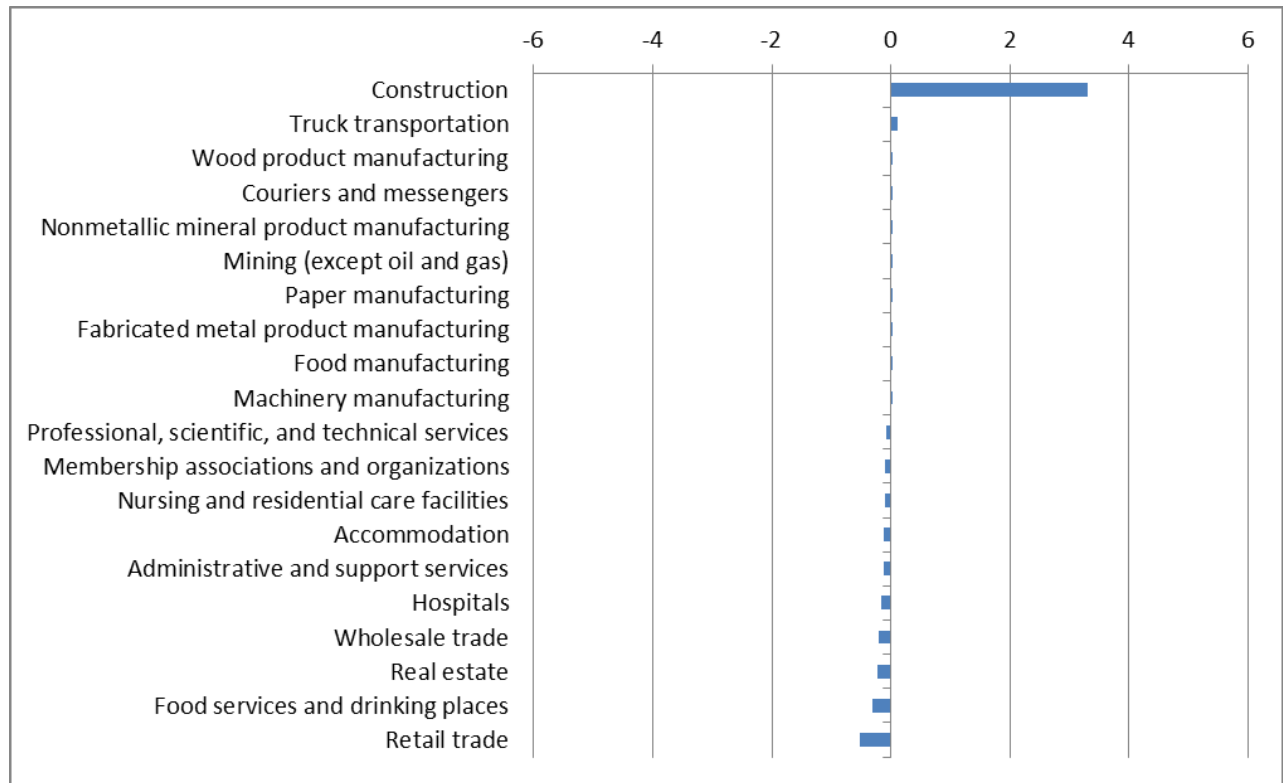 -6 -4 -2 0 2 4 6
Construction
Truck transportation
Wood product manufacturing
Couriers and messengers
Nonmetallic mineral product manufacturing
Mining (except oil and gas)
Paper manufacturing
Fabricated metal product manufacturing
Food manufacturing
Machinery manufacturing
Professional, scientific, and technical services
Membership associations and organizations
Nursing and residential care facilities
Accommodation
Administrative and support services
Hospitals
Wholesale trade
Real estate
Food services and drinking places
Retail trade